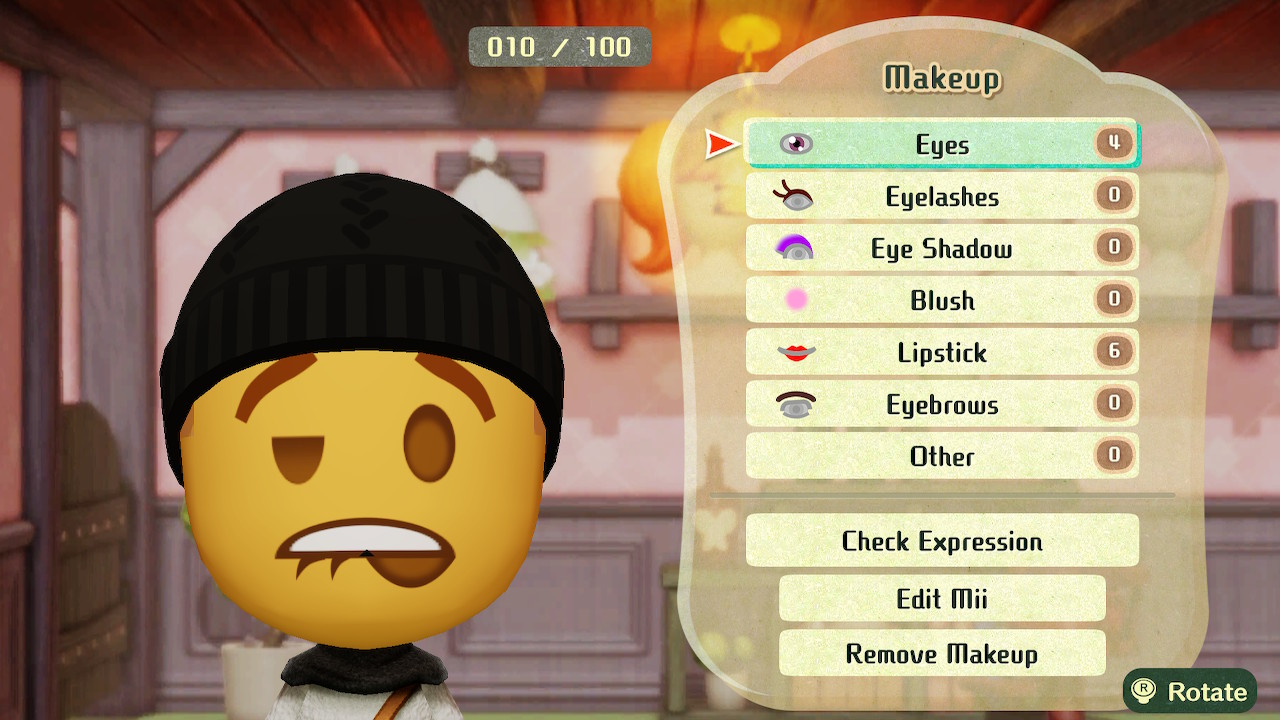 010 / 100
Makeup
Eyes 4
Eyelashes 0
Eye Shadow 0
Blush 0
Lipstick 6
Eyebrows 0
Other 0
Check Expression
Edit Mii
Remove Makeup
R Rotate